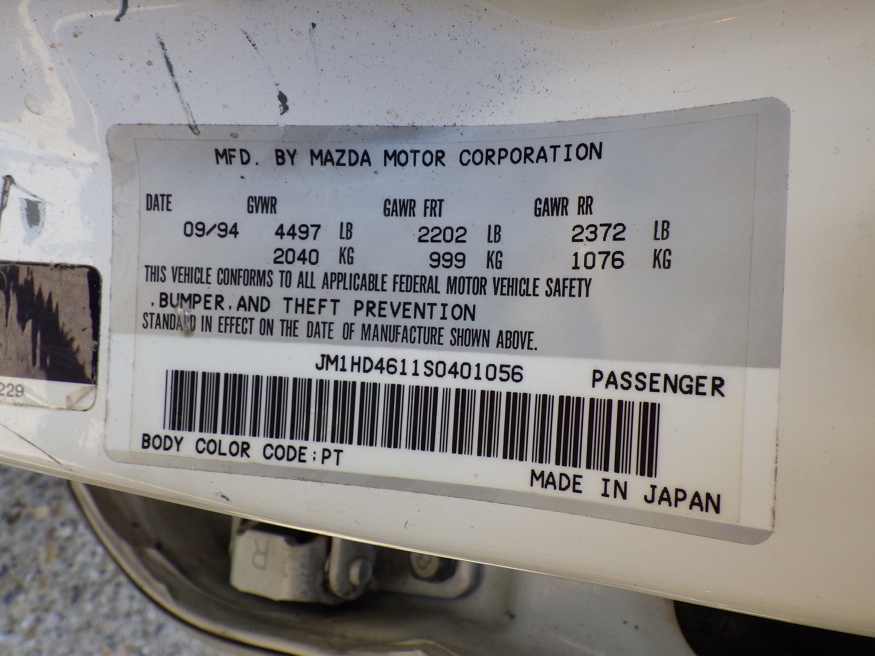 MFD. BY MAZDA MOTOR CORPORATION
DATE GVWR GAWR FRT GAWR RR
09/94 4497 LB 2202 LB 2372 LB
2040 KG 999 KG 1076 KG
THIS VEHICLE CONFORMS TO ALL APPLICABLE FEDERAL MOTOR VEHICLE SAFETY
, BUMPER, AND THEFT PREVENTION
STANDARD IN EFFECT ON THE DATE OF MANUFACTURE SHOWN ABOVE.
JM1HD4611S0401056 PASSENGER
BODY COLOR CODE: PT
MADE IN JAPAN
229
R